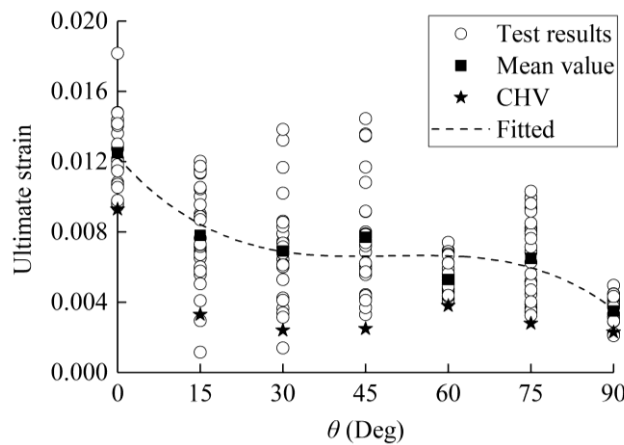 0.020
0.016
0.012
0.008
0.004
0.000
Ultimate strain
Test results
Mean value
CHV
Fitted
0 15 30 45 60 75 90
θ (Deg)